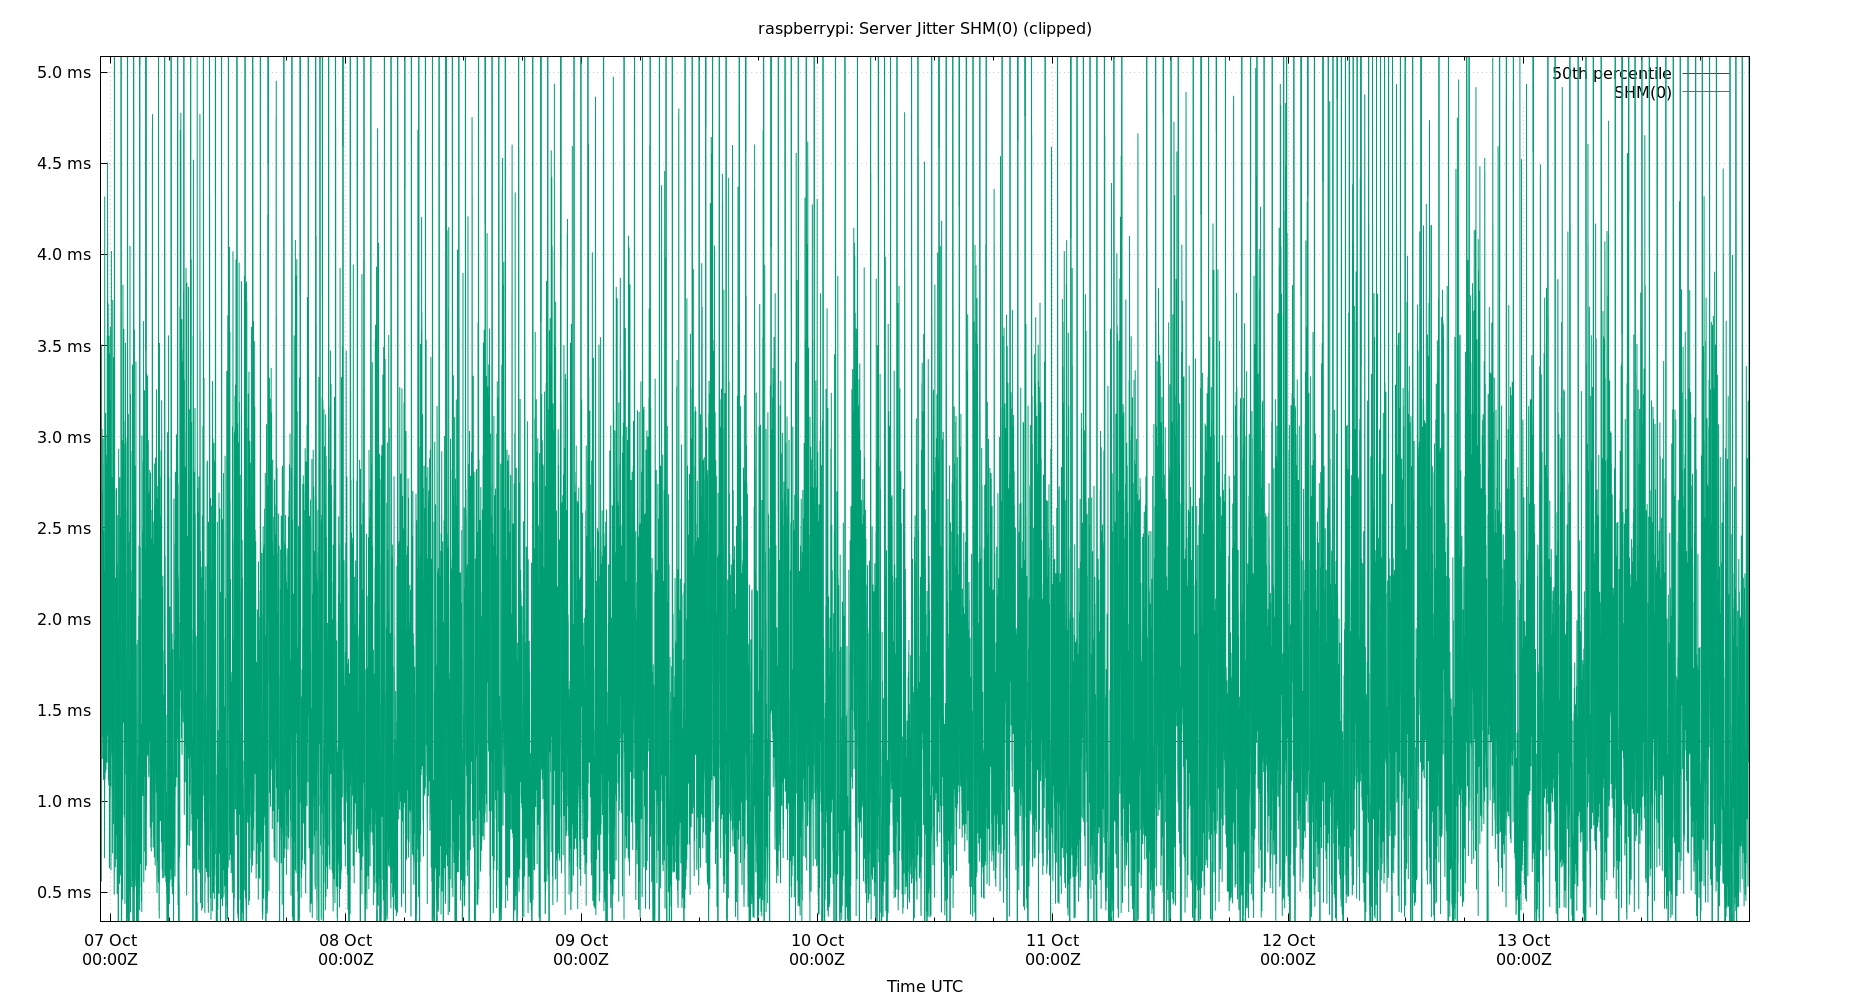 raspberrypi: Server Jitter SHM(0) (clipped)
5.0 ms
4.5 ms
4.0 ms
3.5 ms
3.0 ms
2.5 ms
2.0 ms
1.5 ms
1.0 ms
0.5 ms
50th percentile
SHM(0)
07 Oct 08 Oct 09 Oct 10 Oct 11 Oct 12 Oct 13 Oct
00:00Z 00:00Z 00:00Z 00:00Z 00:00Z 00:00Z 00:00Z
Time UTC